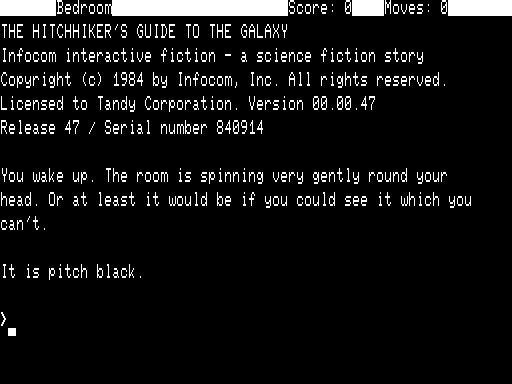 Bedroom Score: 0 Moves: 0
THE HITCHHIKER'S GUIDE TO THE GALAXY
Infocom interactive fiction - a science fiction story
Copyright (c) 1984 by Infocom, Inc. All rights reserved.
Licensed to Tandy Corporation. Version 00.00.47
Release 47 / Serial number 840914
You wake up. The room is spinning very gently round your
head. Or at least it would be if you could see it which you
can't.
It is pitch black.
>